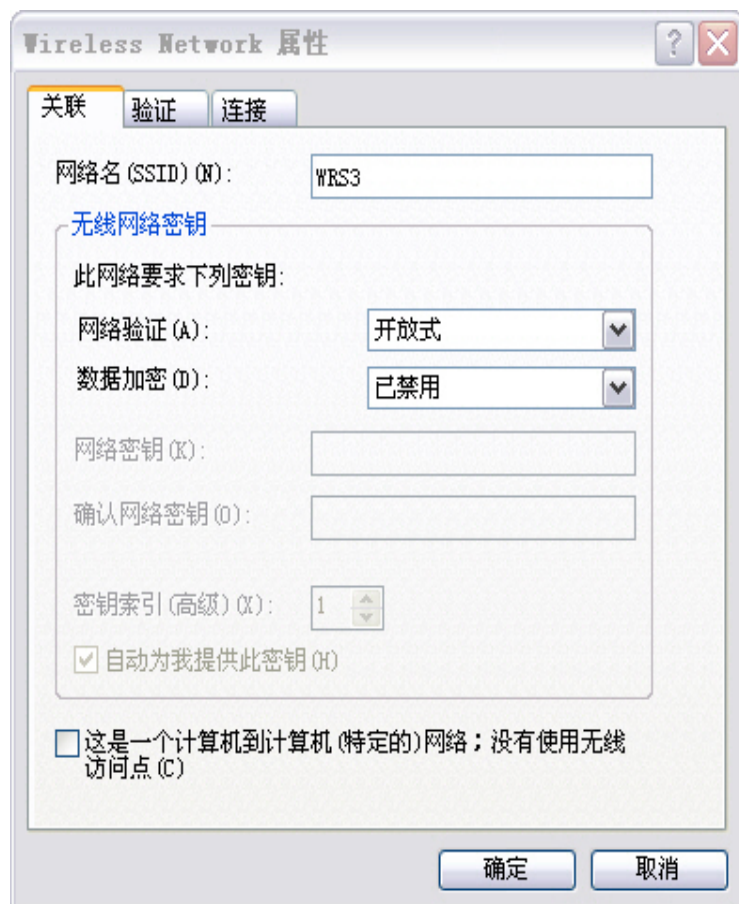 Wireless Network 属性
关联 验证 连接
网络名(SSID)(N): WRS3
无线网络密钥
此网络要求下列密钥:
网络验证(A): 开放式
数据加密(D): 已禁用
网络密钥(K):
确认网络密钥(O):
密钥索引(高级)(X): 1
自动为我提供此密钥(H)
这是一个计算机到计算机(特定的)网络；没有使用无线
访问点(C)
确定 取消